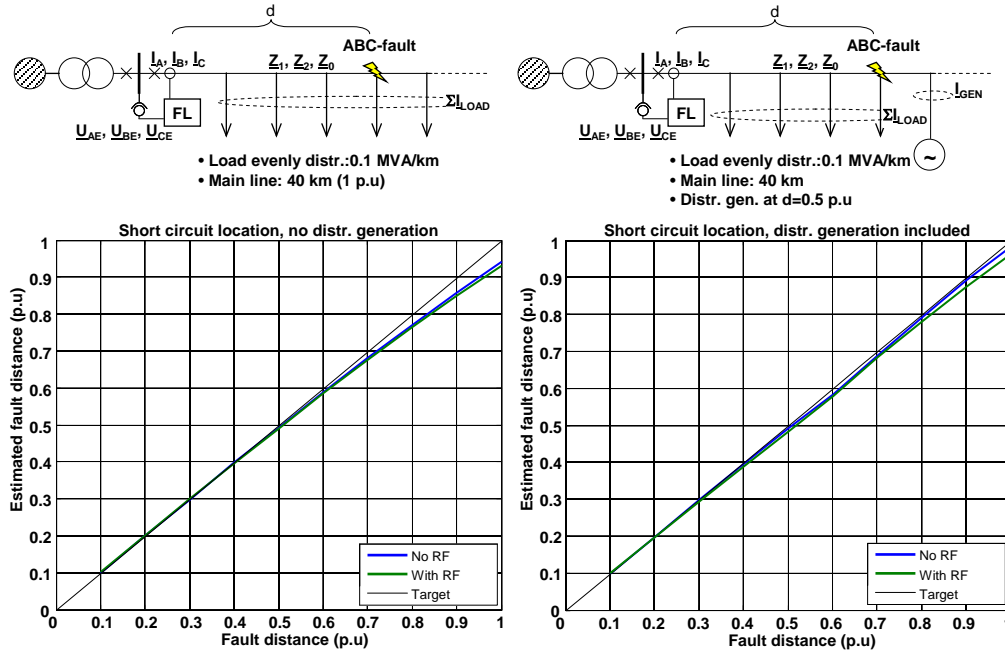 d
ABC-fault
I_A, I_B, I_C
Z_1, Z_2, Z_0
ΣI_LOAD
FL
U_AE, U_BE, U_CE
• Load evenly distr.:0.1 MVA/km
• Main line: 40 km (1 p.u)
d
ABC-fault
I_A, I_B, I_C
Z_1, Z_2, Z_0
I_GEN
ΣI_LOAD
FL
U_AE, U_BE, U_CE
~
• Load evenly distr.:0.1 MVA/km
• Main line: 40 km
• Distr. gen. at d=0.5 p.u
Short circuit location, no distr. generation
Estimated fault distance (p.u)
1
0.9
0.8
0.7
0.6
0.5
0.4
0.3
0.2
0.1
0
No RF
With RF
Target
0 0.1 0.2 0.3 0.4 0.5 0.6 0.7 0.8 0.9 1
Fault distance (p.u)
Short circuit location, distr. generation included
Estimated fault distance (p.u)
1
0.9
0.8
0.7
0.6
0.5
0.4
0.3
0.2
0.1
0
No RF
With RF
Target
0 0.1 0.2 0.3 0.4 0.5 0.6 0.7 0.8 0.9 1
Fault distance (p.u)